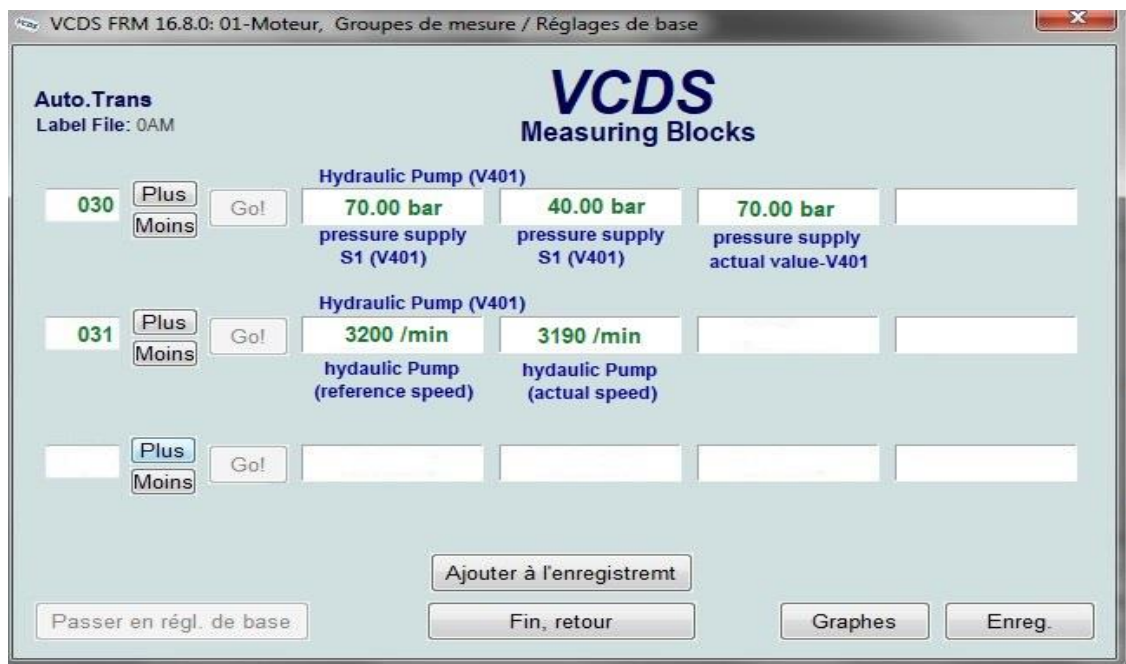 VCDS FRM 16.8.0: 01-Moteur, Groupes de mesure / Réglages de base
Auto.Trans
Label File: 0AM
VCDS
Measuring Blocks
Hydraulic Pump (V401)
030 Plus Moins Go! 70.00 bar 40.00 bar 70.00 bar
pressure supply pressure supply pressure supply
S1 (V401) S1 (V401) actual value-V401
Hydraulic Pump (V401)
031 Plus Moins Go! 3200 /min 3190 /min
hydaulic Pump hydaulic Pump
(reference speed) (actual speed)
Plus Moins Go!
Ajouter à l'enregistremt
Passer en régl. de base Fin, retour Graphes Enreg.